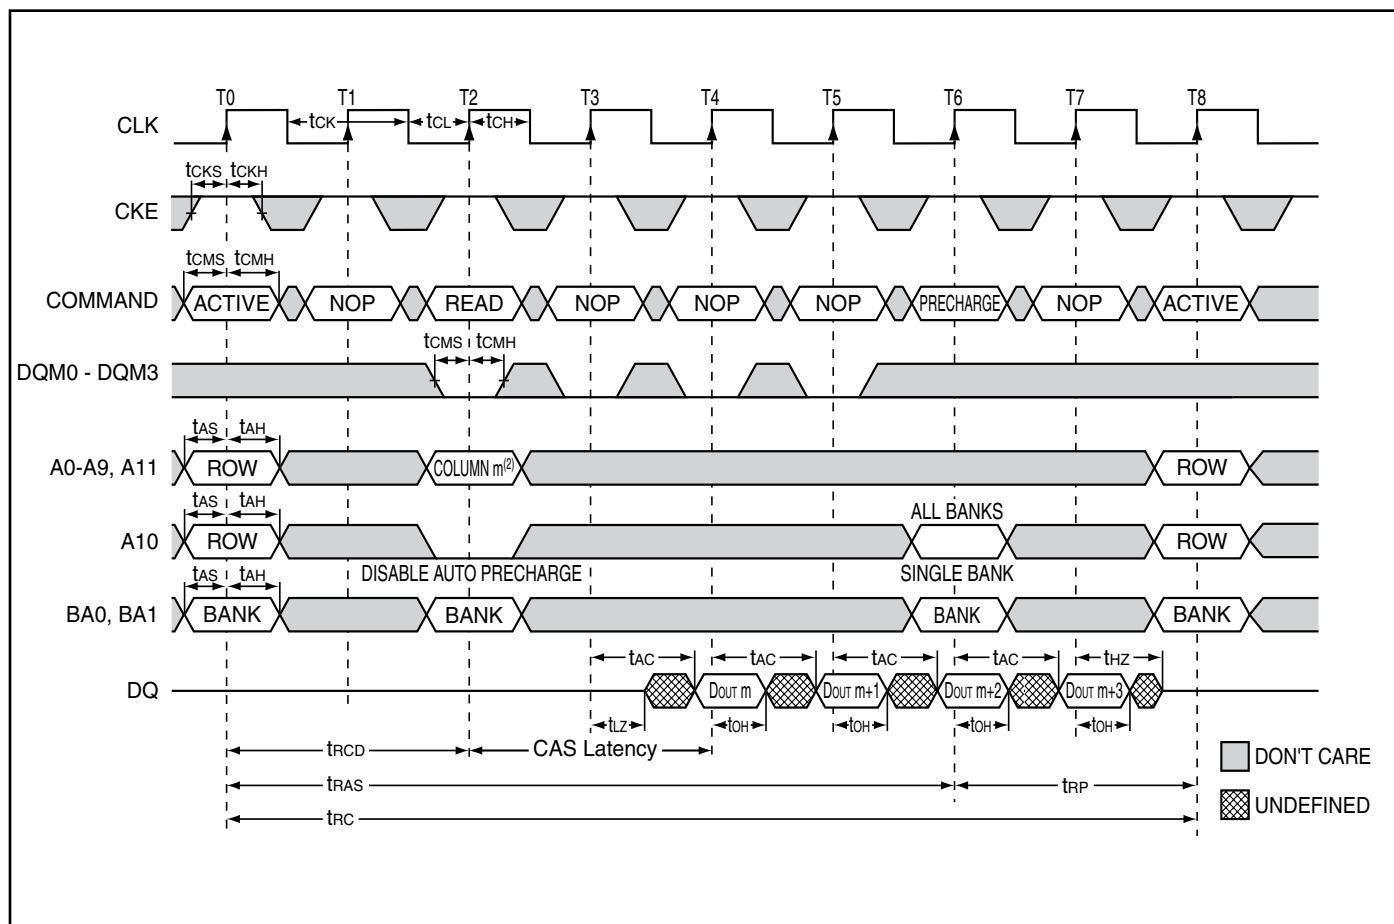 T0 T1 T2 T3 T4 T5 T6 T7 T8
CLK tCK tCL tCH
tCKS tCKH
CKE
tCMS tCMH
COMMAND ACTIVE NOP READ NOP NOP NOP PRECHARGE NOP ACTIVE
tCMS tCMH
DQM0 - DQM3
tAS tAH
A0-A9, A11 ROW COLUMN m(2) ROW
tAS tAH ALL BANKS
A10 ROW ROW
tAS tAH DISABLE AUTO PRECHARGE SINGLE BANK
BA0, BA1 BANK BANK BANK BANK
tAC tAC tAC tAC tHZ
DQ DOUT m DOUT m+1 DOUT m+2 DOUT m+3
tLZ tOH tOH tOH tOH
tRCD CAS Latency
DON'T CARE
tRAS tRP
UNDEFINED
tRC